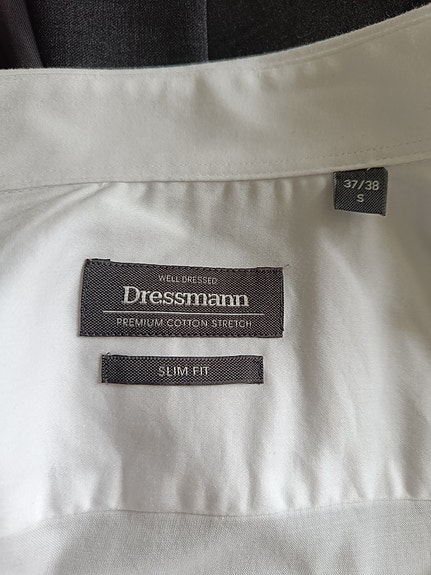 37/38
S
WELL DRESSED
Dressmann
PREMIUM COTTON STRETCH
SLIM FIT